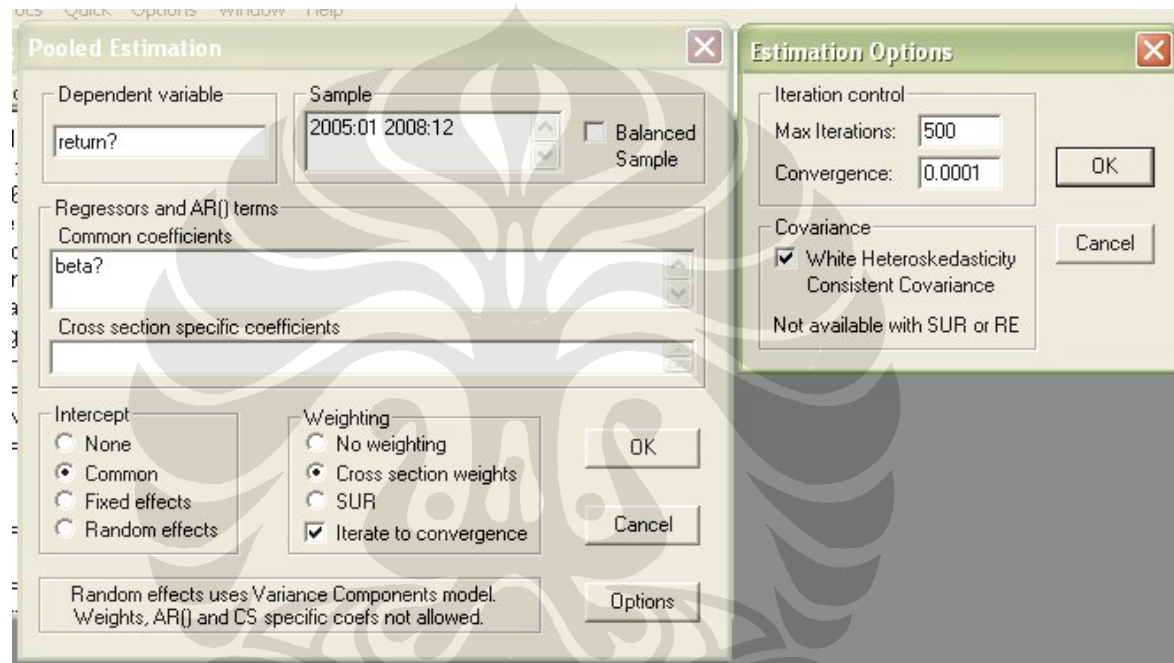 Quick Options Window Help
Pooled Estimation
Dependent variable
return?
Sample
2005:01 2008:12
Balanced
Sample
Regressors and AR() terms
Common coefficients
beta?
Cross section specific coefficients
Intercept
None
Common
Fixed effects
Random effects
Weighting
No weighting
Cross section weights
SUR
Iterate to convergence
OK
Cancel
Options
Random effects uses Variance Components model.
Weights, AR() and CS specific coefs not allowed.
Estimation Options
Iteration control
Max Iterations: 500
Convergence: 0.0001
OK
Cancel
Covariance
White Heteroskedasticity
Consistent Covariance
Not available with SUR or RE